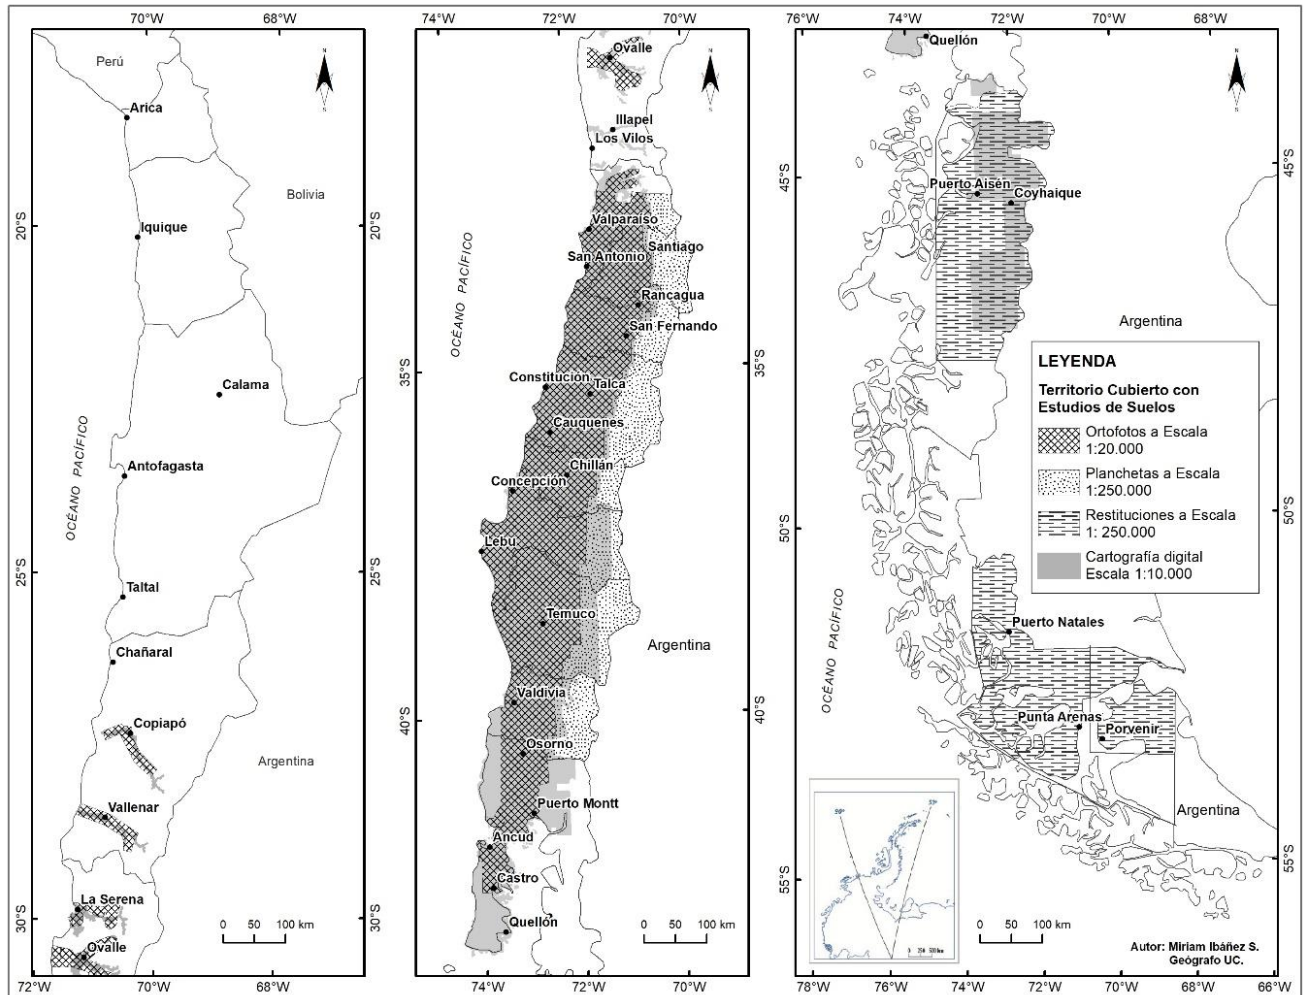 70°W
68°W
Perú
Arica
Bolivia
20°S
20°S
Iquique
OCÉANO PACÍFICO
Calama
Antofagasta
25°S
25°S
Taltal
Chañaral
Copiapó
Argentina
Vallenar
La Serena
0 50 100 km
30°S
30°S
Ovalle
72°W
70°W
68°W
74°W
72°W
70°W
N
Ovalle
Illapel
Los Vilos
OCÉANO PACÍFICO
Valparaíso
Santiago
San Antonio
Rancagua
San Fernando
35°S
35°S
Constitución
Talca
Cauquenes
Chillán
Concepción
Lebu
Temuco
Argentina
Valdivia
40°S
40°S
Osorno
Puerto Montt
Ancud
Castro
Quellón
0 50 100 km
74°W
72°W
70°W
76°W
74°W
72°W
70°W
68°W
N
Quellón
45°S
45°S
Puerto Aisén
Coyhaique
Argentina
LEYENDA
Territorio Cubierto con
Estudios de Suelos
Ortofotos a Escala
1:20.000
Planchetas a Escala
1:250.000
Restituciones a Escala
1: 250.000
Cartografía digital
Escala 1:10.000
50°S
50°S
OCÉANO PACÍFICO
Puerto Natales
Punta Arenas
Porvenir
Argentina
90°
53°
0 250 500 km
55°S
55°S
0 50 100 km
Autor: Miriam Ibáñez S.
Geógrafo UC.
78°W
76°W
74°W
72°W
70°W
68°W
66°W